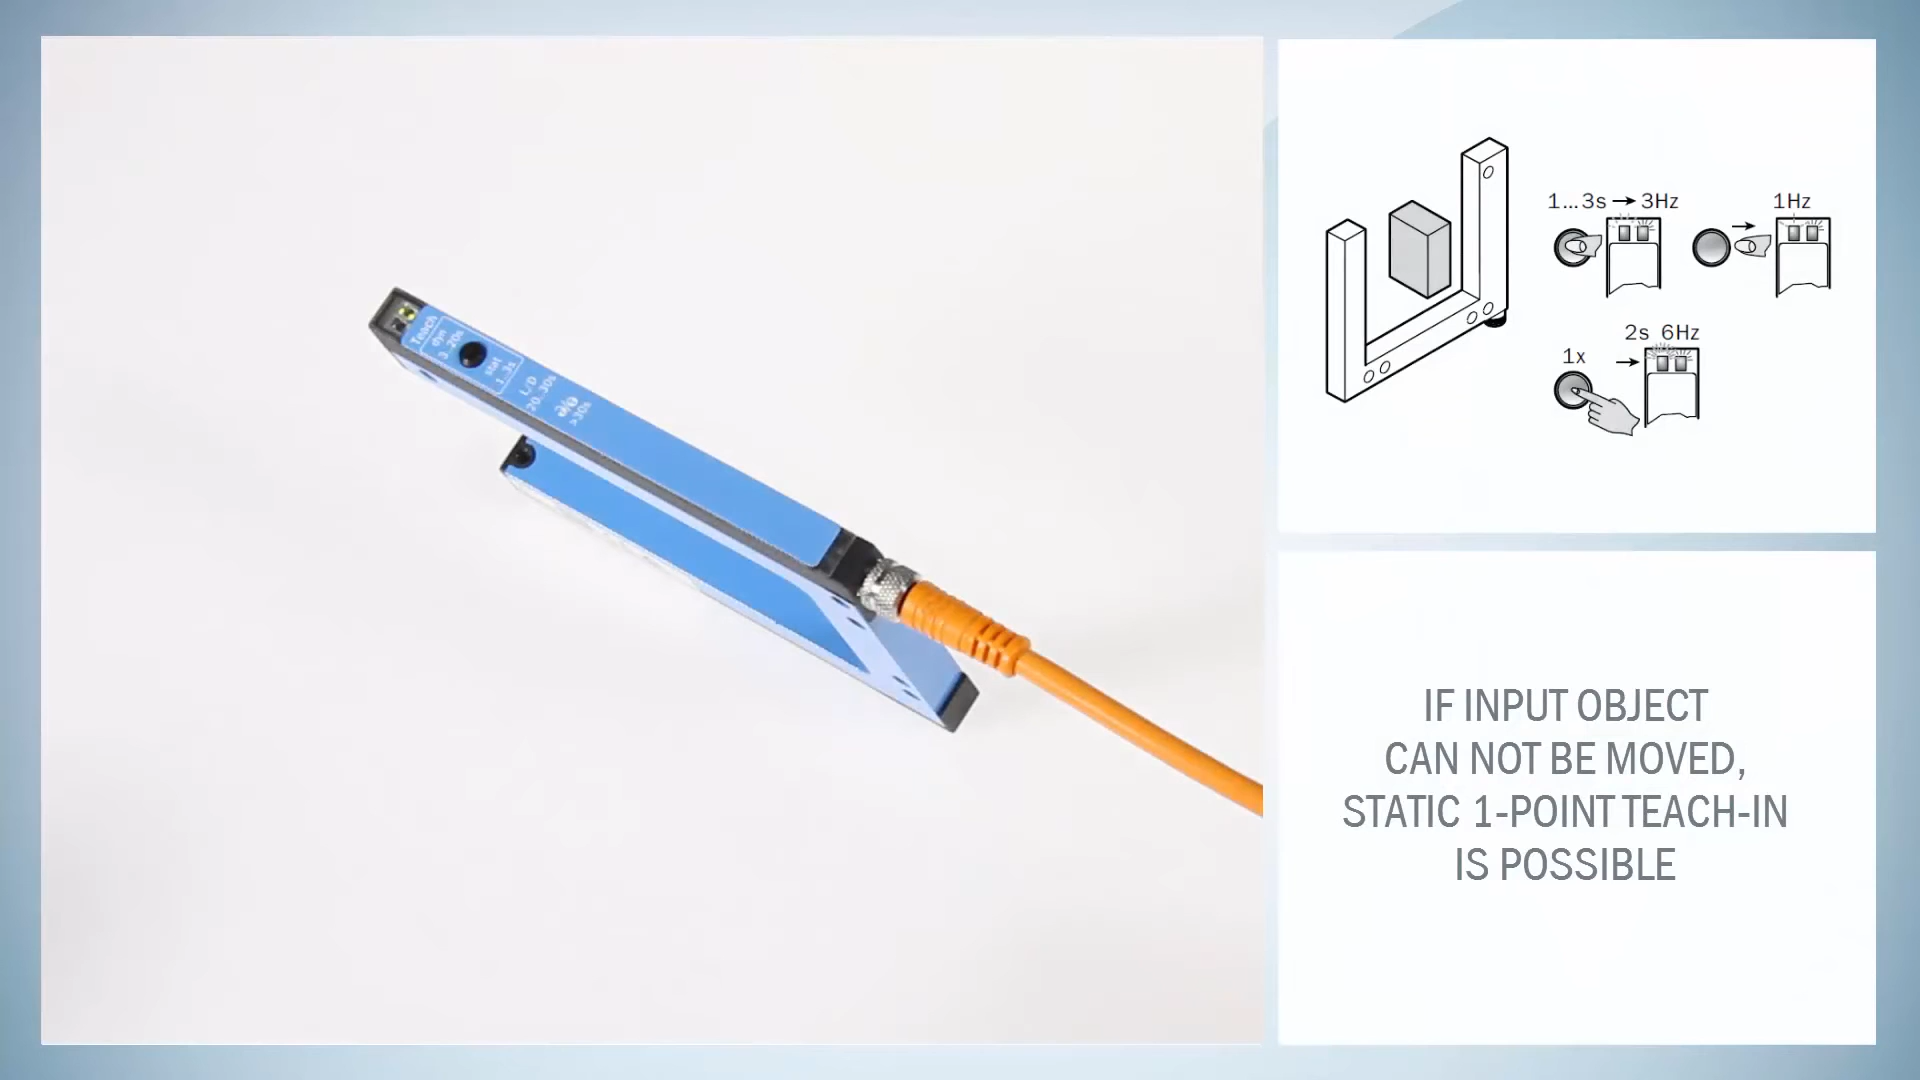 Teach
dyn
3...20s
stat
1...3s
L/D
20...30s
>30s
1...3s → 3Hz
1Hz
2s 6Hz
1x
IF INPUT OBJECT
CAN NOT BE MOVED,
STATIC 1-POINT TEACH-IN
IS POSSIBLE